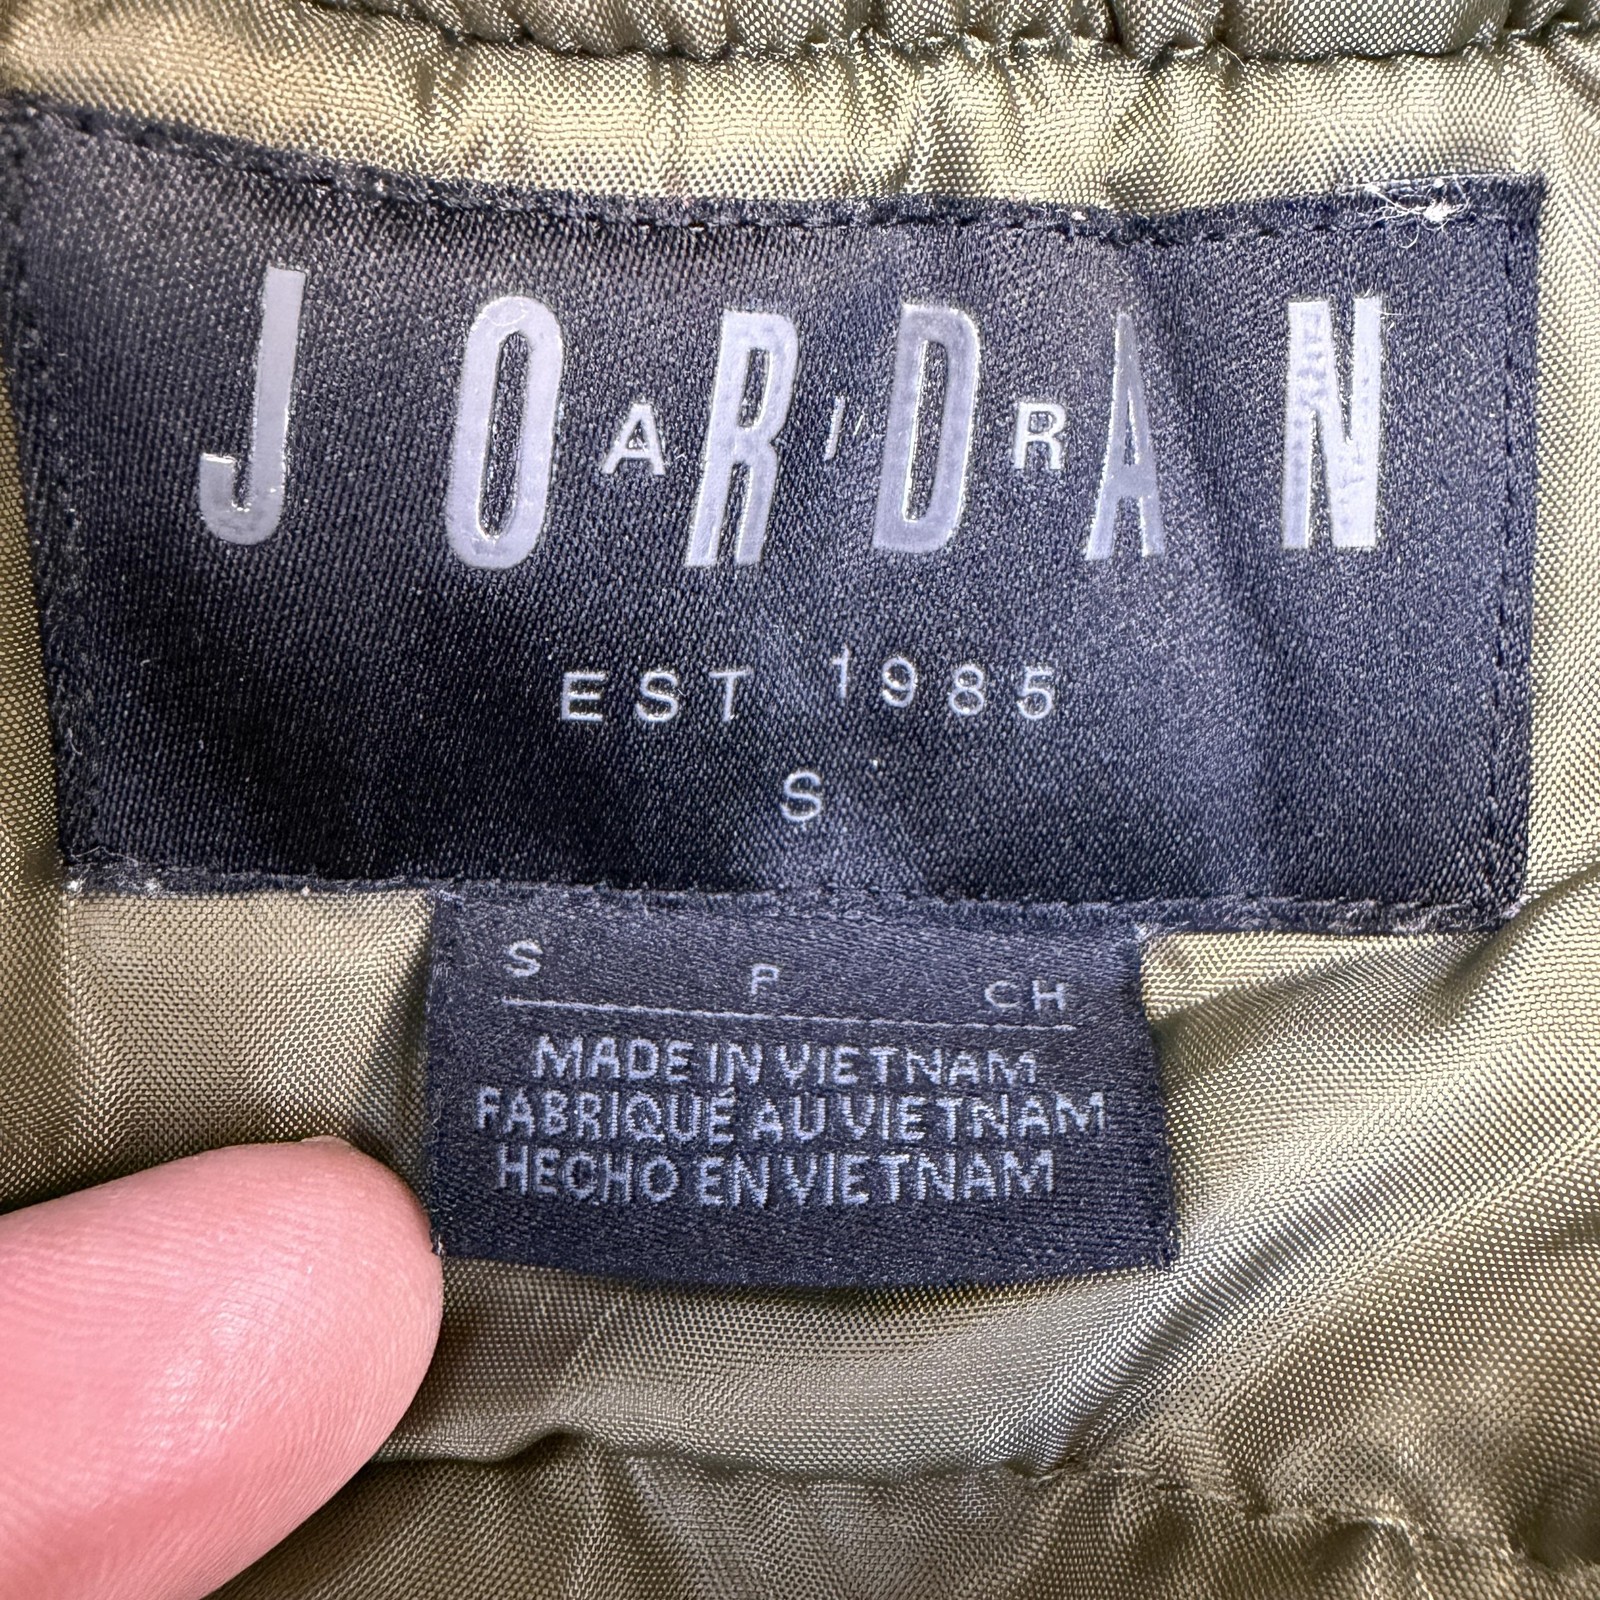 JORDAN
AIR
EST 1985
S
S P CH
MADE IN VIETNAM
FABRIQUÉ AU VIETNAM
HECHO EN VIETNAM